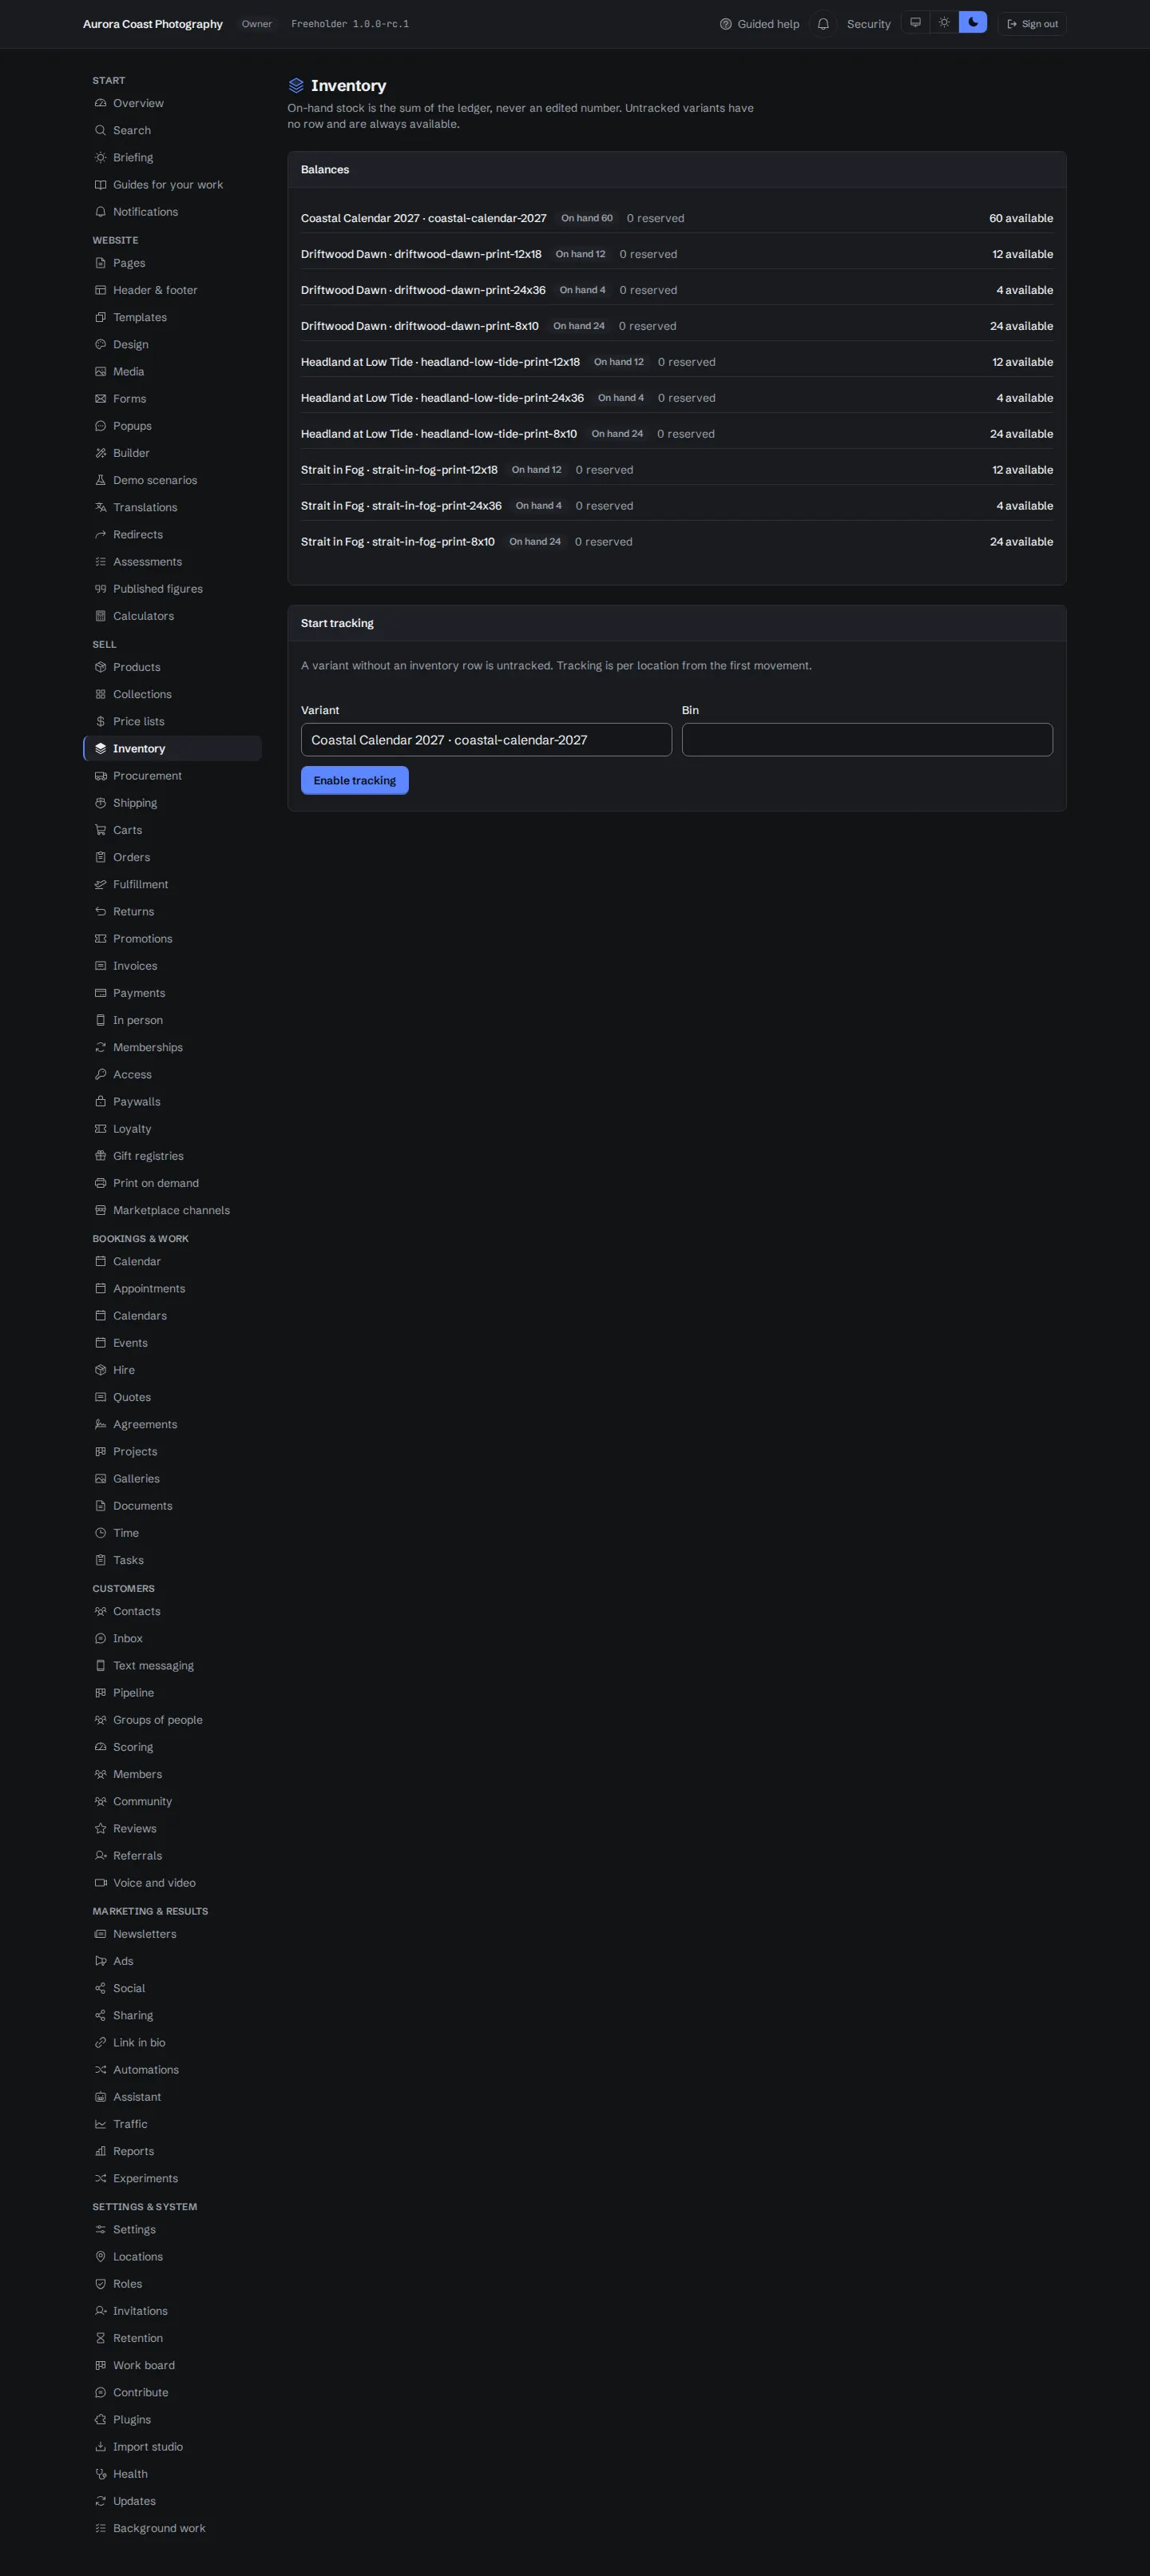 Aurora Coast Photography Owner Freeholder 1.0.0-rc.1 Guided help Security Sign out
START
Overview
Search
Briefing
Guides for your work
Notifications
WEBSITE
Pages
Header & footer
Templates
Design
Media
Forms
Popups
Builder
Demo scenarios
Translations
Redirects
Assessments
Published figures
Calculators
SELL
Products
Collections
Price lists
Inventory
Procurement
Shipping
Carts
Orders
Fulfillment
Returns
Promotions
Invoices
Payments
In person
Memberships
Access
Paywalls
Loyalty
Gift registries
Print on demand
Marketplace channels
BOOKINGS & WORK
Calendar
Appointments
Calendars
Events
Hire
Quotes
Agreements
Projects
Galleries
Documents
Time
Tasks
CUSTOMERS
Contacts
Inbox
Text messaging
Pipeline
Groups of people
Scoring
Members
Community
Reviews
Referrals
Voice and video
MARKETING & RESULTS
Newsletters
Ads
Social
Sharing
Link in bio
Automations
Assistant
Traffic
Reports
Experiments
SETTINGS & SYSTEM
Settings
Locations
Roles
Invitations
Retention
Work board
Contribute
Plugins
Import studio
Health
Updates
Background work
Inventory
On-hand stock is the sum of the ledger, never an edited number. Untracked variants have
no row and are always available.
Balances
Coastal Calendar 2027 · coastal-calendar-2027 On hand 60 0 reserved 60 available
Driftwood Dawn · driftwood-dawn-print-12x18 On hand 12 0 reserved 12 available
Driftwood Dawn · driftwood-dawn-print-24x36 On hand 4 0 reserved 4 available
Driftwood Dawn · driftwood-dawn-print-8x10 On hand 24 0 reserved 24 available
Headland at Low Tide · headland-low-tide-print-12x18 On hand 12 0 reserved 12 available
Headland at Low Tide · headland-low-tide-print-24x36 On hand 4 0 reserved 4 available
Headland at Low Tide · headland-low-tide-print-8x10 On hand 24 0 reserved 24 available
Strait in Fog · strait-in-fog-print-12x18 On hand 12 0 reserved 12 available
Strait in Fog · strait-in-fog-print-24x36 On hand 4 0 reserved 4 available
Strait in Fog · strait-in-fog-print-8x10 On hand 24 0 reserved 24 available
Start tracking
A variant without an inventory row is untracked. Tracking is per location from the first movement.
Variant Bin
Coastal Calendar 2027 · coastal-calendar-2027
Enable tracking